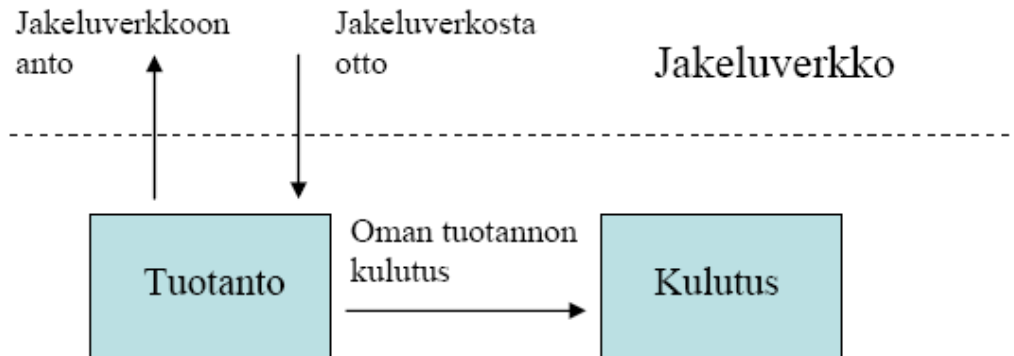 Jakeluverkkoon
anto
Jakeluverkosta
otto
Jakeluverkko
Oman tuotannon
kulutus
Tuotanto
Kulutus